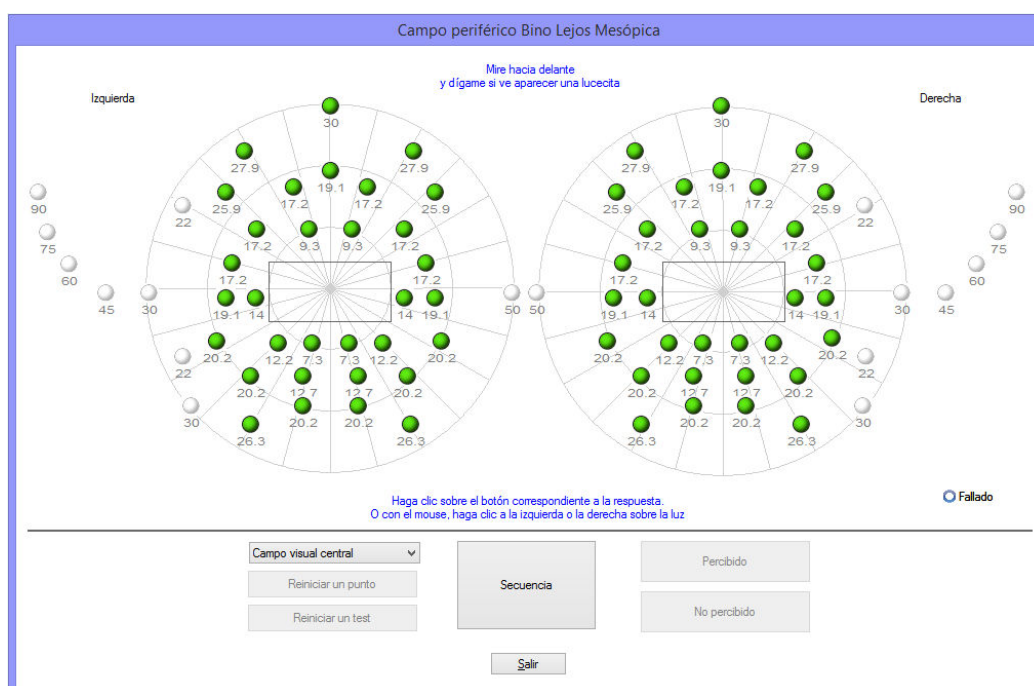 Campo periférico Bino Lejos Mesópica
Mire hacia delante
y dígame si ve aparecer una lucecita
Izquierda
Derecha
30 30
27.9 27.9 27.9 27.9
19.1 19.1
17.2 17.2 17.2 17.2
25.9 25.9 25.9 25.9
90 22 22 90
75 17.2 9.3 9.3 17.2 17.2 9.3 9.3 17.2 75
60 17.2 17.2 17.2 17.2 60
45 30 19.1 14 14 19.1 50 50 19.1 14 14 19.1 30 45
20.2 12.2 7.3 7.3 12.2 20.2 20.2 12.2 7.3 7.3 12.2 20.2
22 22
20.2 12.7 12.7 20.2 20.2 12.7 12.7 20.2
30 20.2 20.2 20.2 20.2 30
26.3 26.3 26.3 26.3
Haga clic sobre el botón correspondiente a la respuesta.
O con el mouse, haga clic a la izquierda o la derecha sobre la luz
Fallado
Campo visual central
Reiniciar un punto
Reiniciar un test
Secuencia
Percibido
No percibido
Salir